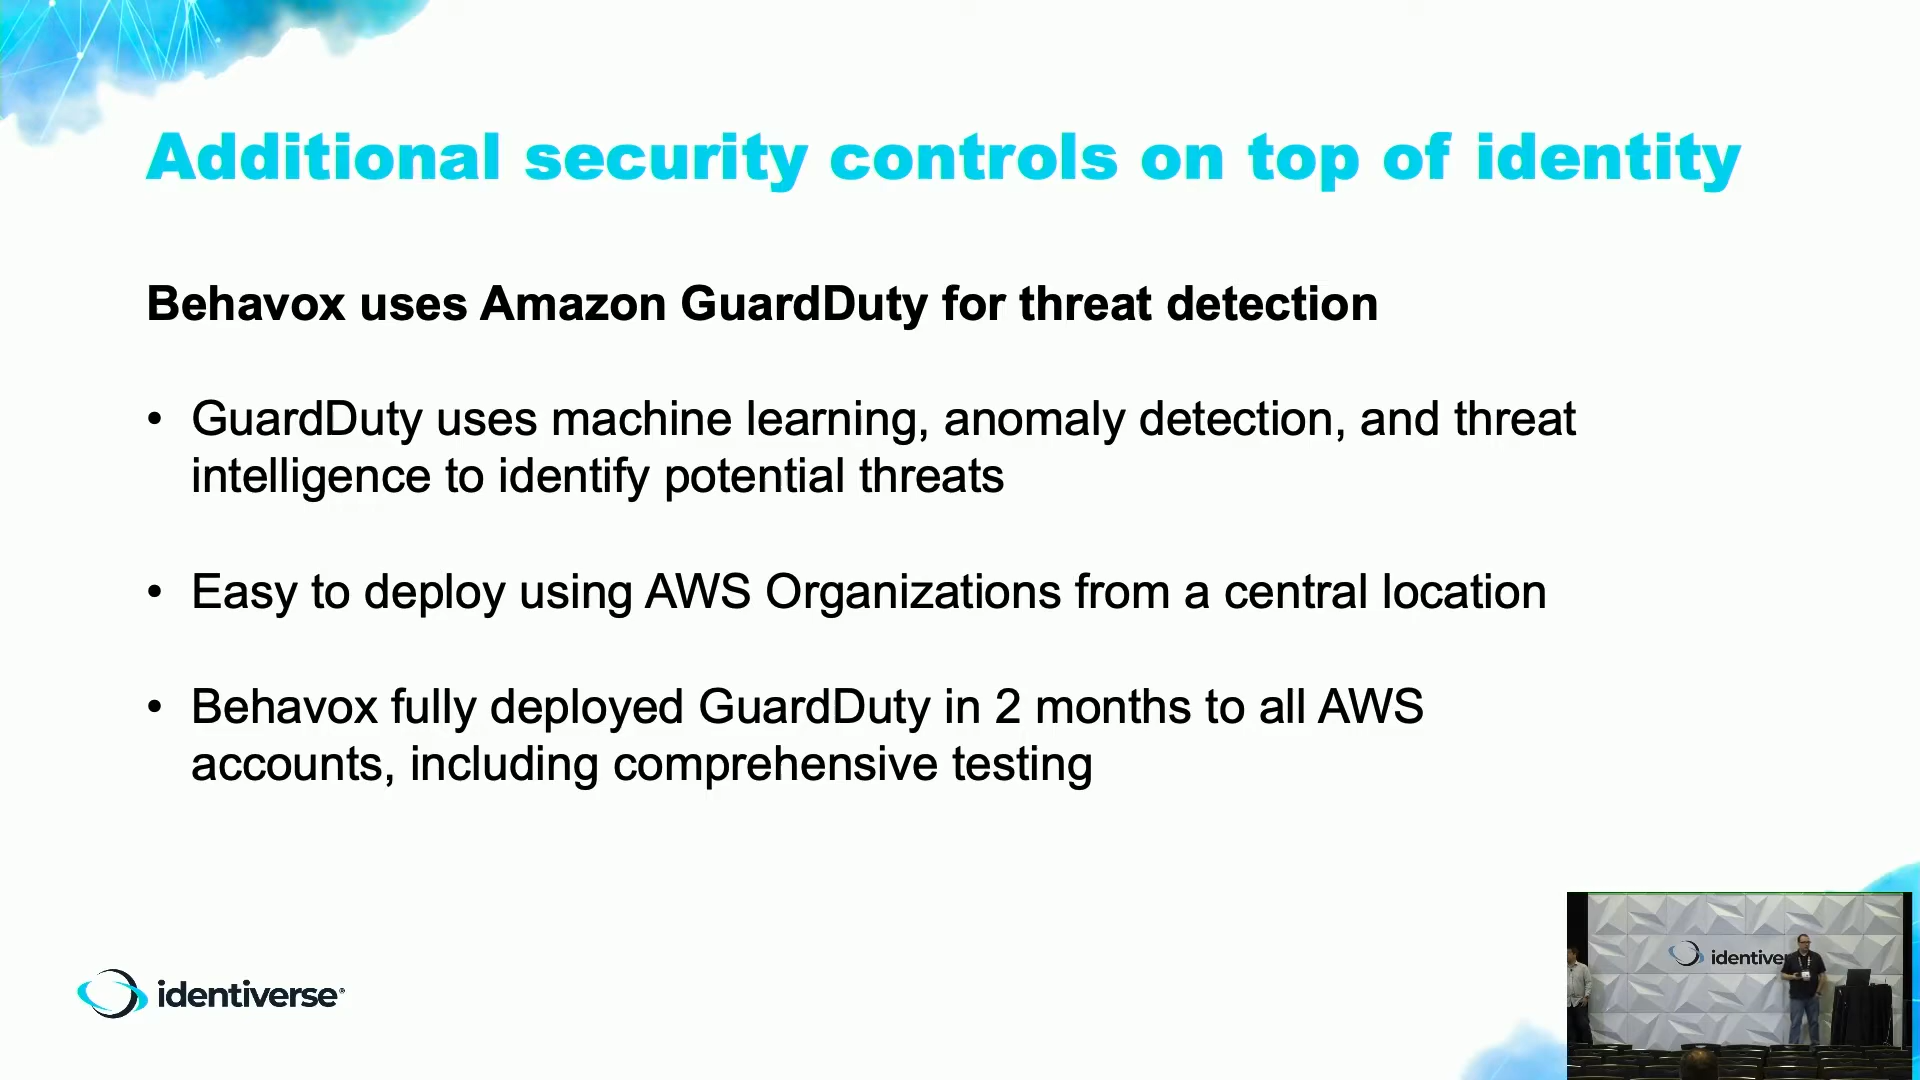 Additional security controls on top of identity
Behavox uses Amazon GuardDuty for threat detection
• GuardDuty uses machine learning, anomaly detection, and threat
intelligence to identify potential threats
• Easy to deploy using AWS Organizations from a central location
• Behavox fully deployed GuardDuty in 2 months to all AWS
accounts, including comprehensive testing
identiverse®
identiver